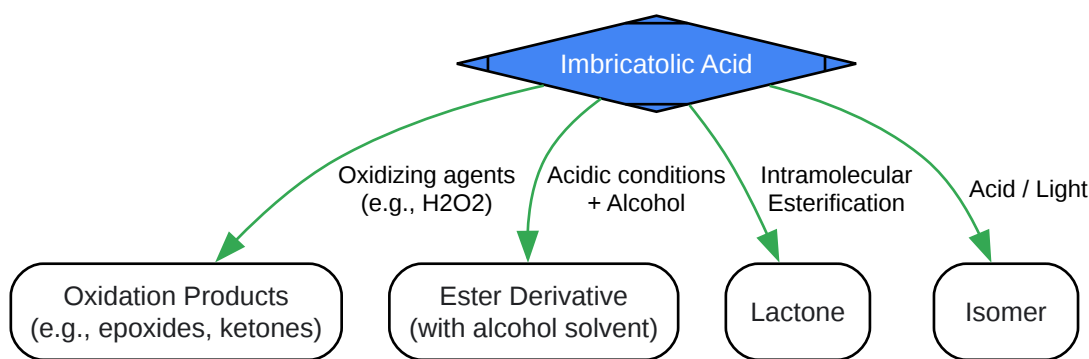 Imbricatolic Acid
Oxidizing agents
(e.g., H2O2)
Acidic conditions
+ Alcohol
Intramolecular
Esterification
Acid / Light
Oxidation Products
(e.g., epoxides, ketones)
Ester Derivative
(with alcohol solvent)
Lactone
Isomer